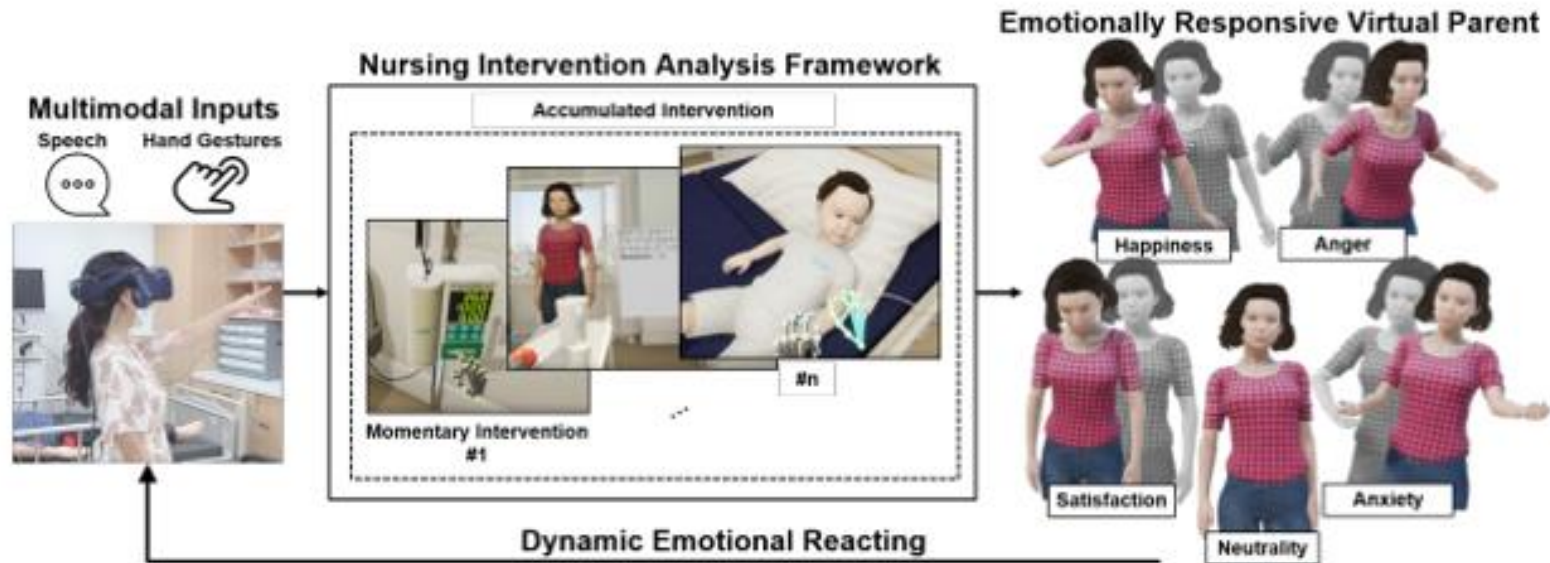 Emotionally Responsive Virtual Parent
Nursing Intervention Analysis Framework
Multimodal Inputs
Speech
Hand Gestures
Accumulated Intervention
Momentary Intervention
#1
...
#n
Happiness
Anger
Satisfaction
Neutrality
Anxiety
Dynamic Emotional Reacting